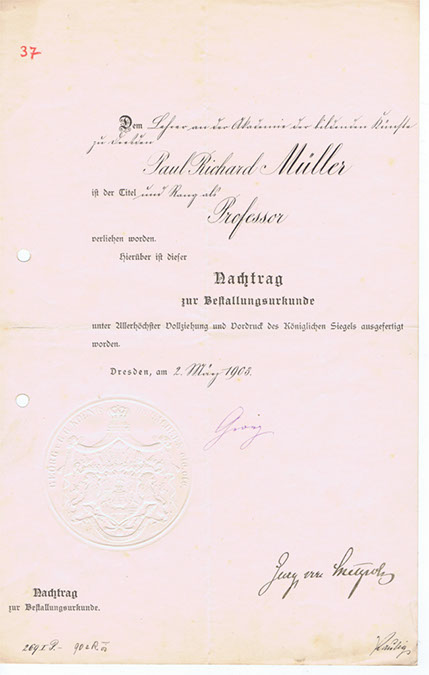 37
Dem Lehrer an der Akademie der bildenden Künste
zu Dresden
Paul Richard Müller
ist der Titel und Rang als
Professor
verliehen worden.
Hierüber ist dieser
Nachtrag
zur Bestallungsurkunde
unter Allerhöchster Vollziehung und Vordruck des Königlichen Siegels ausgefertigt
worden.
Dresden, am 2. März 1903.
Georg
Nachtrag
zur Bestallungsurkunde.